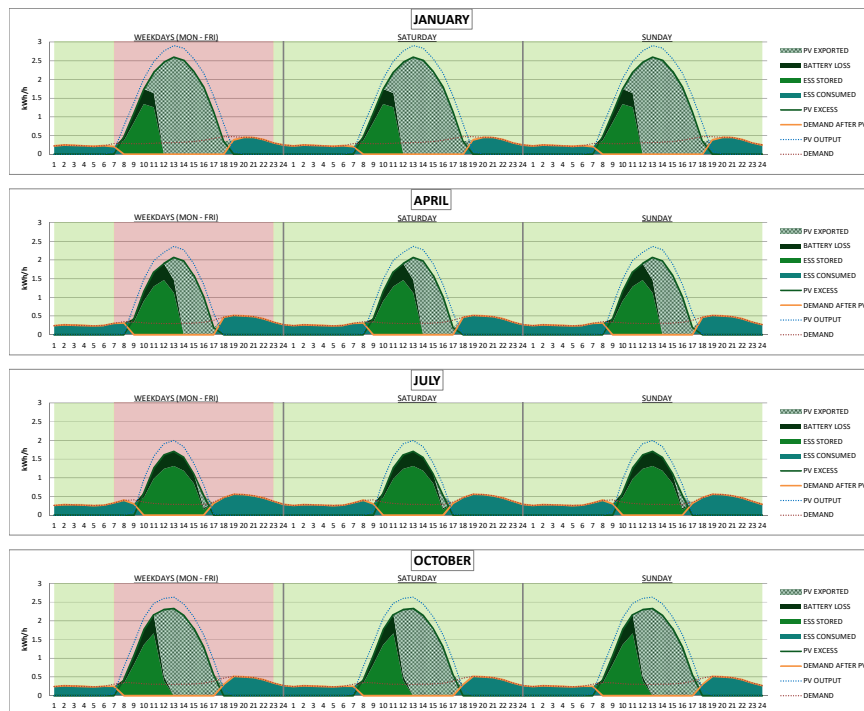 JANUARY
WEEKDAYS (MON - FRI) SATURDAY SUNDAY
3
2.5
2
1.5
1
0.5
0
kWh/h
1 2 3 4 5 6 7 8 9 10 11 12 13 14 15 16 17 18 19 20 21 22 23 24 1 2 3 4 5 6 7 8 9 10 11 12 13 14 15 16 17 18 19 20 21 22 23 24 1 2 3 4 5 6 7 8 9 10 11 12 13 14 15 16 17 18 19 20 21 22 23 24
PV EXPORTED
BATTERY LOSS
ESS STORED
ESS CONSUMED
PV EXCESS
DEMAND AFTER PV
PV OUTPUT
DEMAND
APRIL
WEEKDAYS (MON - FRI) SATURDAY SUNDAY
3
2.5
2
1.5
1
0.5
0
kWh/h
1 2 3 4 5 6 7 8 9 10 11 12 13 14 15 16 17 18 19 20 21 22 23 24 1 2 3 4 5 6 7 8 9 10 11 12 13 14 15 16 17 18 19 20 21 22 23 24 1 2 3 4 5 6 7 8 9 10 11 12 13 14 15 16 17 18 19 20 21 22 23 24
PV EXPORTED
BATTERY LOSS
ESS STORED
ESS CONSUMED
PV EXCESS
DEMAND AFTER PV
PV OUTPUT
DEMAND
JULY
WEEKDAYS (MON - FRI) SATURDAY SUNDAY
3
2.5
2
1.5
1
0.5
0
kWh/h
1 2 3 4 5 6 7 8 9 10 11 12 13 14 15 16 17 18 19 20 21 22 23 24 1 2 3 4 5 6 7 8 9 10 11 12 13 14 15 16 17 18 19 20 21 22 23 24 1 2 3 4 5 6 7 8 9 10 11 12 13 14 15 16 17 18 19 20 21 22 23 24
PV EXPORTED
BATTERY LOSS
ESS STORED
ESS CONSUMED
PV EXCESS
DEMAND AFTER PV
PV OUTPUT
DEMAND
OCTOBER
WEEKDAYS (MON - FRI) SATURDAY SUNDAY
3
2.5
2
1.5
1
0.5
0
kWh/h
1 2 3 4 5 6 7 8 9 10 11 12 13 14 15 16 17 18 19 20 21 22 23 24 1 2 3 4 5 6 7 8 9 10 11 12 13 14 15 16 17 18 19 20 21 22 23 24 1 2 3 4 5 6 7 8 9 10 11 12 13 14 15 16 17 18 19 20 21 22 23 24
PV EXPORTED
BATTERY LOSS
ESS STORED
ESS CONSUMED
PV EXCESS
DEMAND AFTER PV
PV OUTPUT
DEMAND